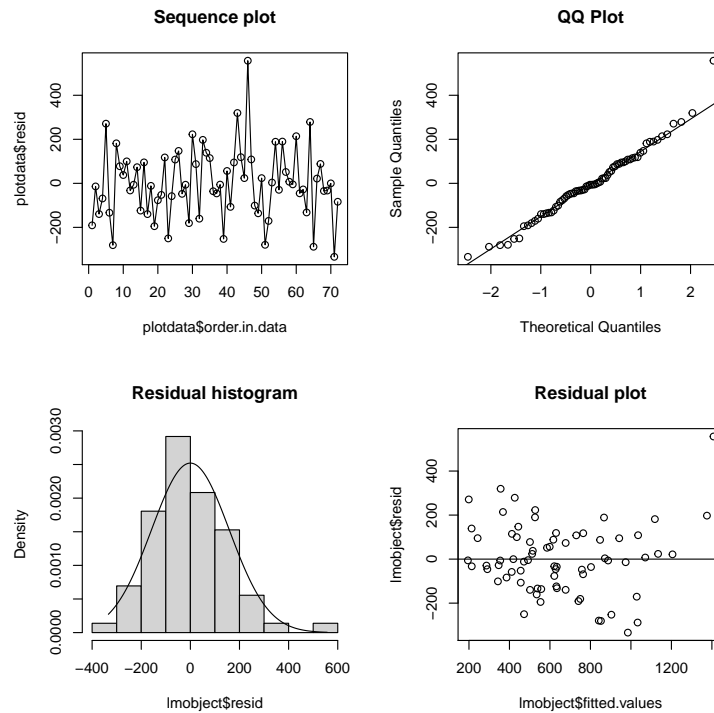 Sequence plot
plotdata$resid
−200 0 200 400
0 10 20 30 40 50 60 70
plotdata$order.in.data
QQ Plot
Sample Quantiles
−200 0 200 400
−2 −1 0 1 2
Theoretical Quantiles
Residual histogram
Density
0.0000 0.0010 0.0020 0.0030
−400 −200 0 200 400 600
lmobject$resid
Residual plot
lmobject$resid
−200 0 200 400
200 400 600 800 1200
lmobject$fitted.values